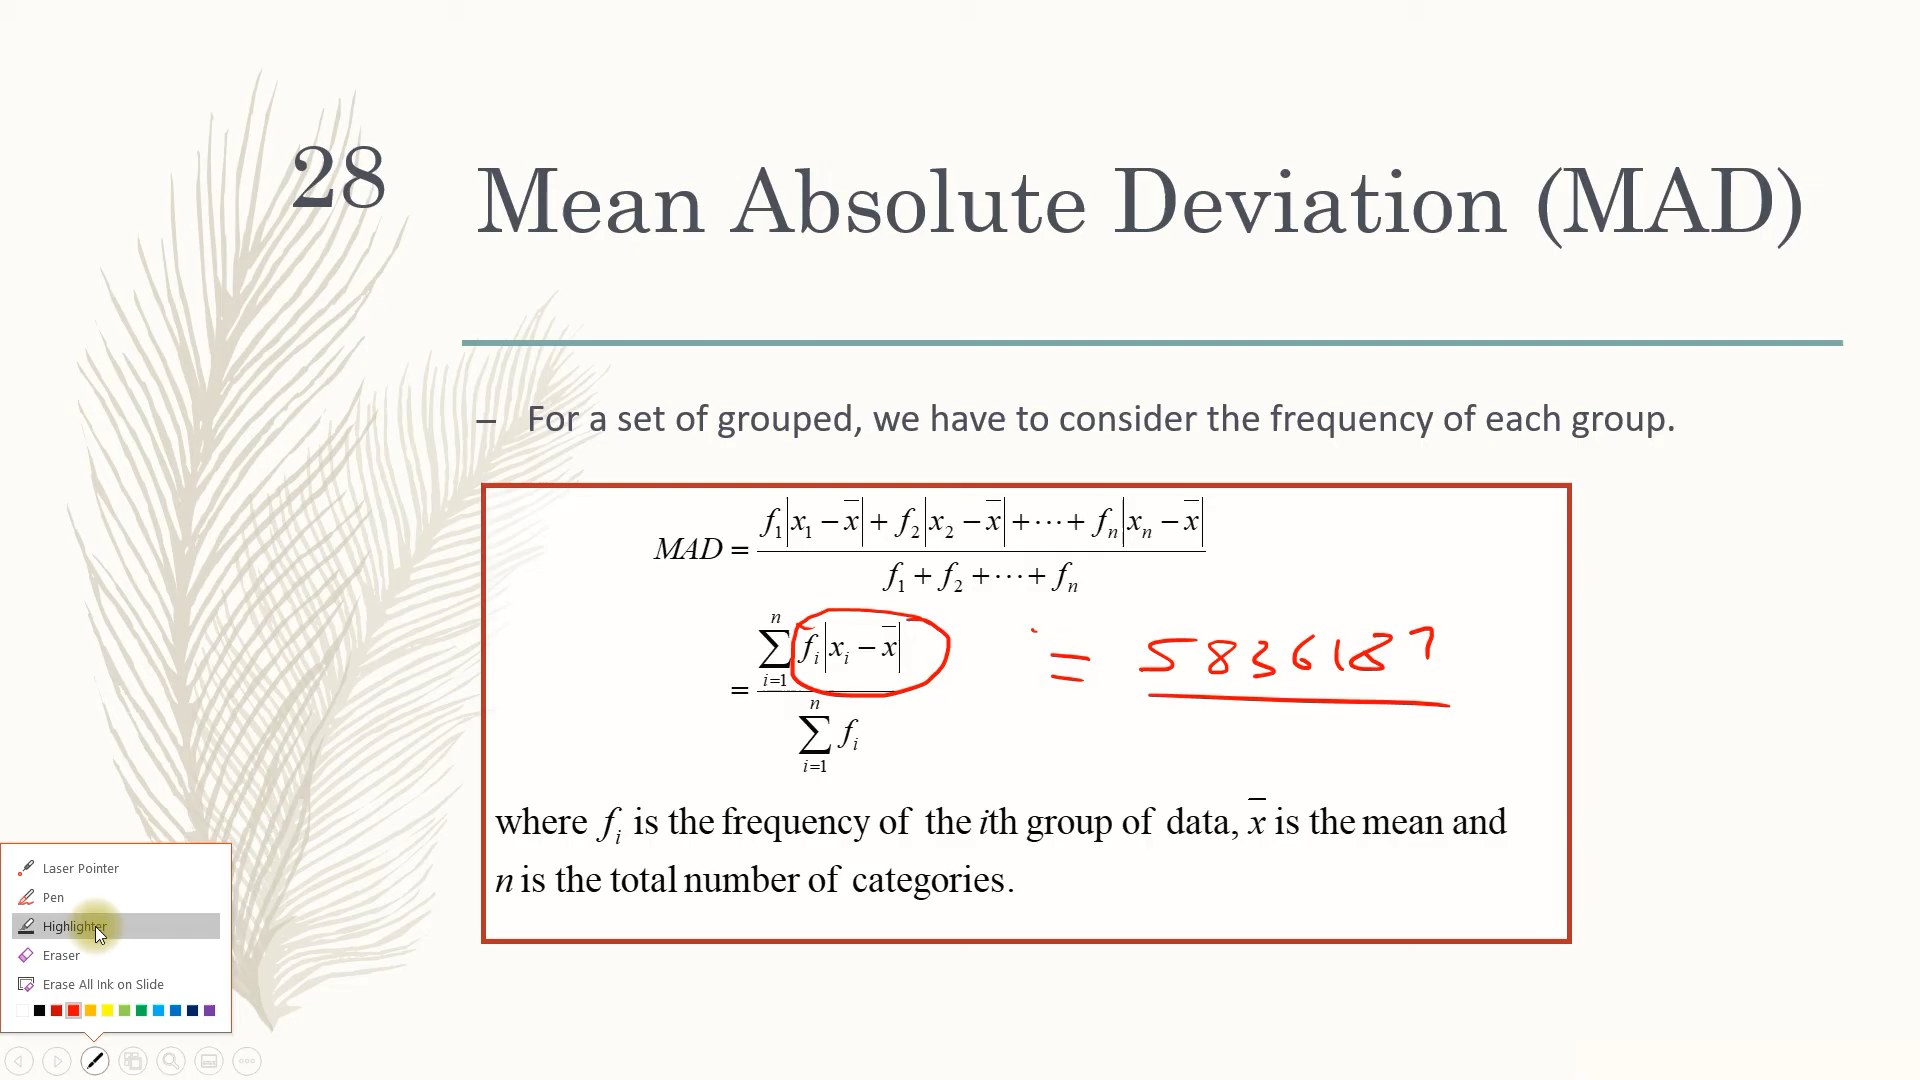 28
Mean Absolute Deviation (MAD)
– For a set of grouped, we have to consider the frequency of each group.
MAD = (f₁|x₁ − x̄| + f₂|x₂ − x̄| + ⋯ + fₙ|xₙ − x̄|) / (f₁ + f₂ + ⋯ + fₙ)
= ∑ⁿᵢ₌₁ fᵢ|xᵢ − x̄| / ∑ⁿᵢ₌₁ fᵢ = 5836187
where fᵢ is the frequency of the ith group of data, x̄ is the mean and
n is the total number of categories.
Laser Pointer
Pen
Highlighter
Eraser
Erase All Ink on Slide